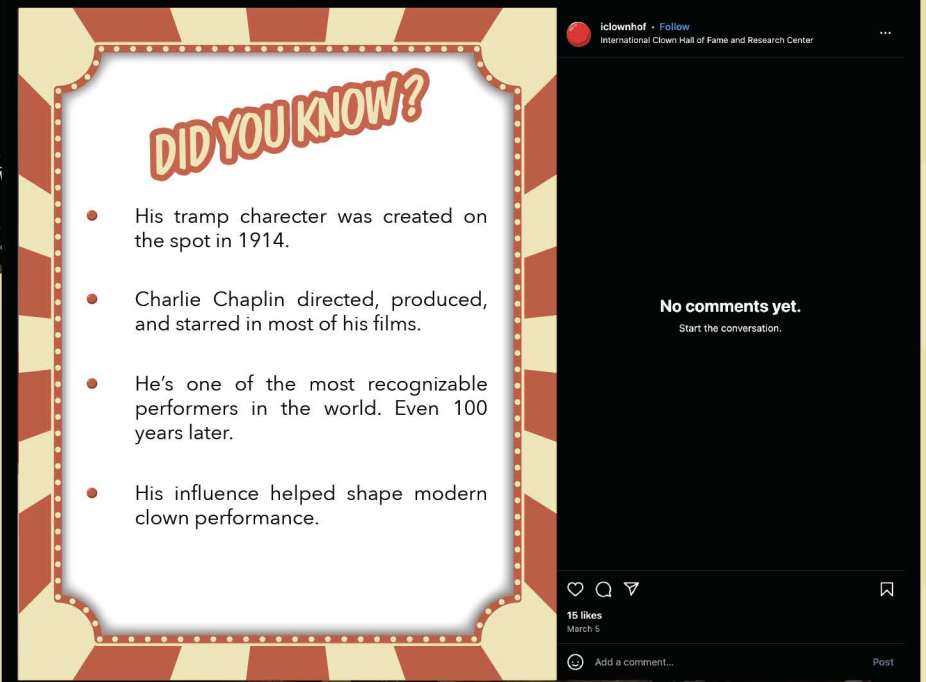 DID YOU KNOW?
His tramp charecter was created on
the spot in 1914.
Charlie Chaplin directed, produced,
and starred in most of his films.
He's one of the most recognizable
performers in the world. Even 100
years later.
His influence helped shape modern
clown performance.
iclownhof • Follow
International Clown Hall of Fame and Research Center
No comments yet.
Start the conversation.
15 likes
March 5
Add a comment...
Post